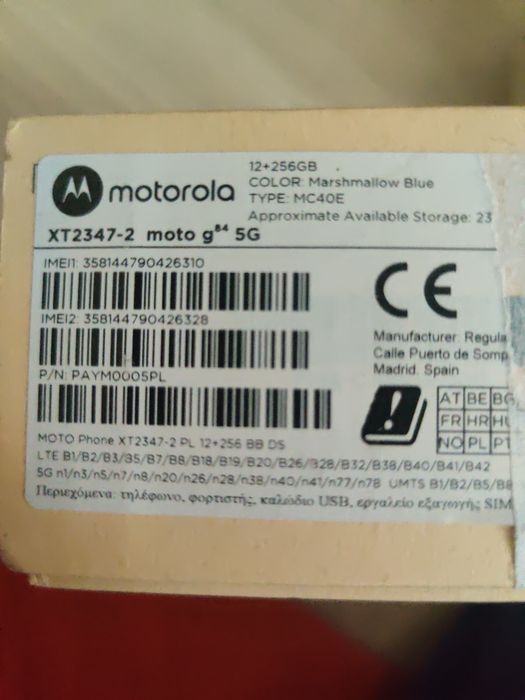 motorola
12+256GB
COLOR: Marshmallow Blue
TYPE: MC40E
Approximate Available Storage: 23
XT2347-2 moto g84 5G
IMEI1: 358144790426310
IMEI2: 358144790426328
P/N: PAYM0005PL
CE
Manufacturer: Regula
Calle Puerto de Somp
Madrid. Spain
AT BE BG
FR HR HU
NO PL PT
MOTO Phone XT2347-2 PL 12+256 BB DS
LTE B1/B2/B3/B5/B7/B8/B18/B19/B20/B26/B28/B32/B38/B40/B41/B42
5G n1/n3/n5/n7/n8/n20/n26/n28/n38/n40/n41/n77/n78 UMTS B1/B2/B5/B8
Περιεχόμενα: τηλέφωνο, φορτιστής, καλώδιο USB, εργαλείο εξαγωγής SIM